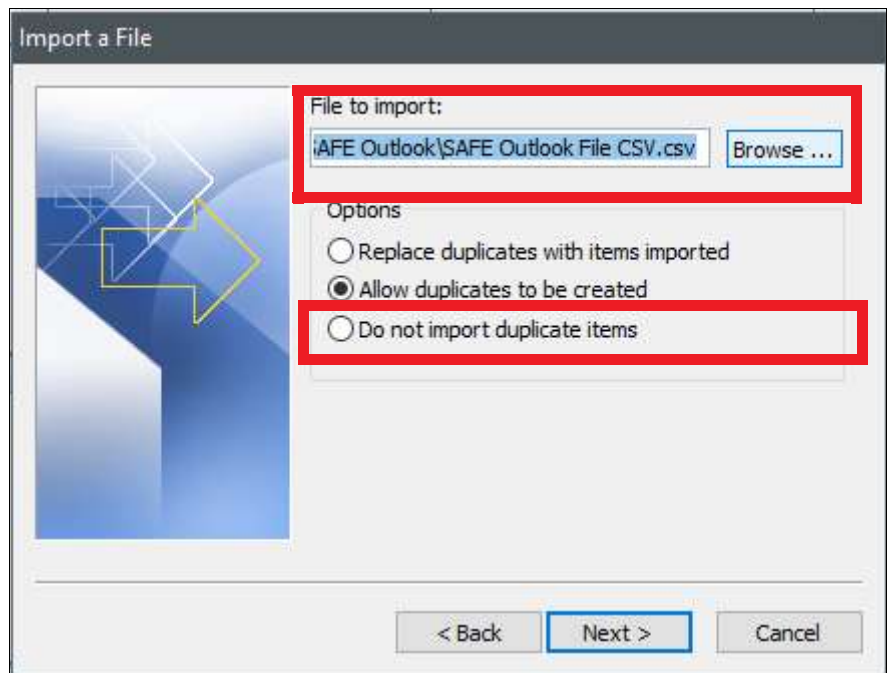 Import a File
File to import:
AFE Outlook\SAFE Outlook File CSV.csv
Browse ...
Options
Replace duplicates with items imported
Allow duplicates to be created
Do not import duplicate items
< Back
Next >
Cancel